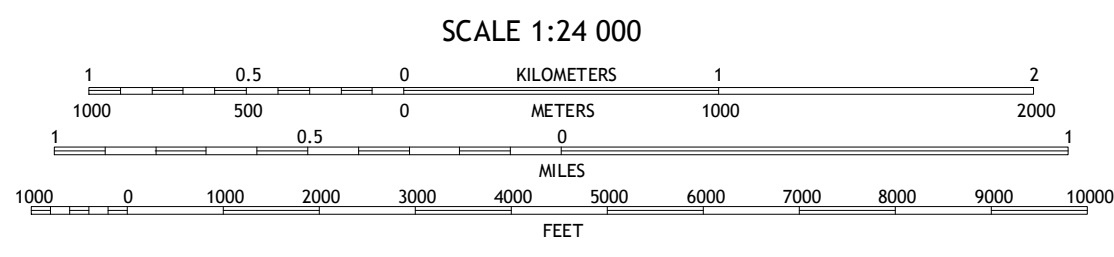 SCALE 1:24 000
1 0.5 0 KILOMETERS 1 2
1000 500 0 METERS 1000 2000
1 0.5 0 1
MILES
1000 0 1000 2000 3000 4000 5000 6000 7000 8000 9000 10000
FEET